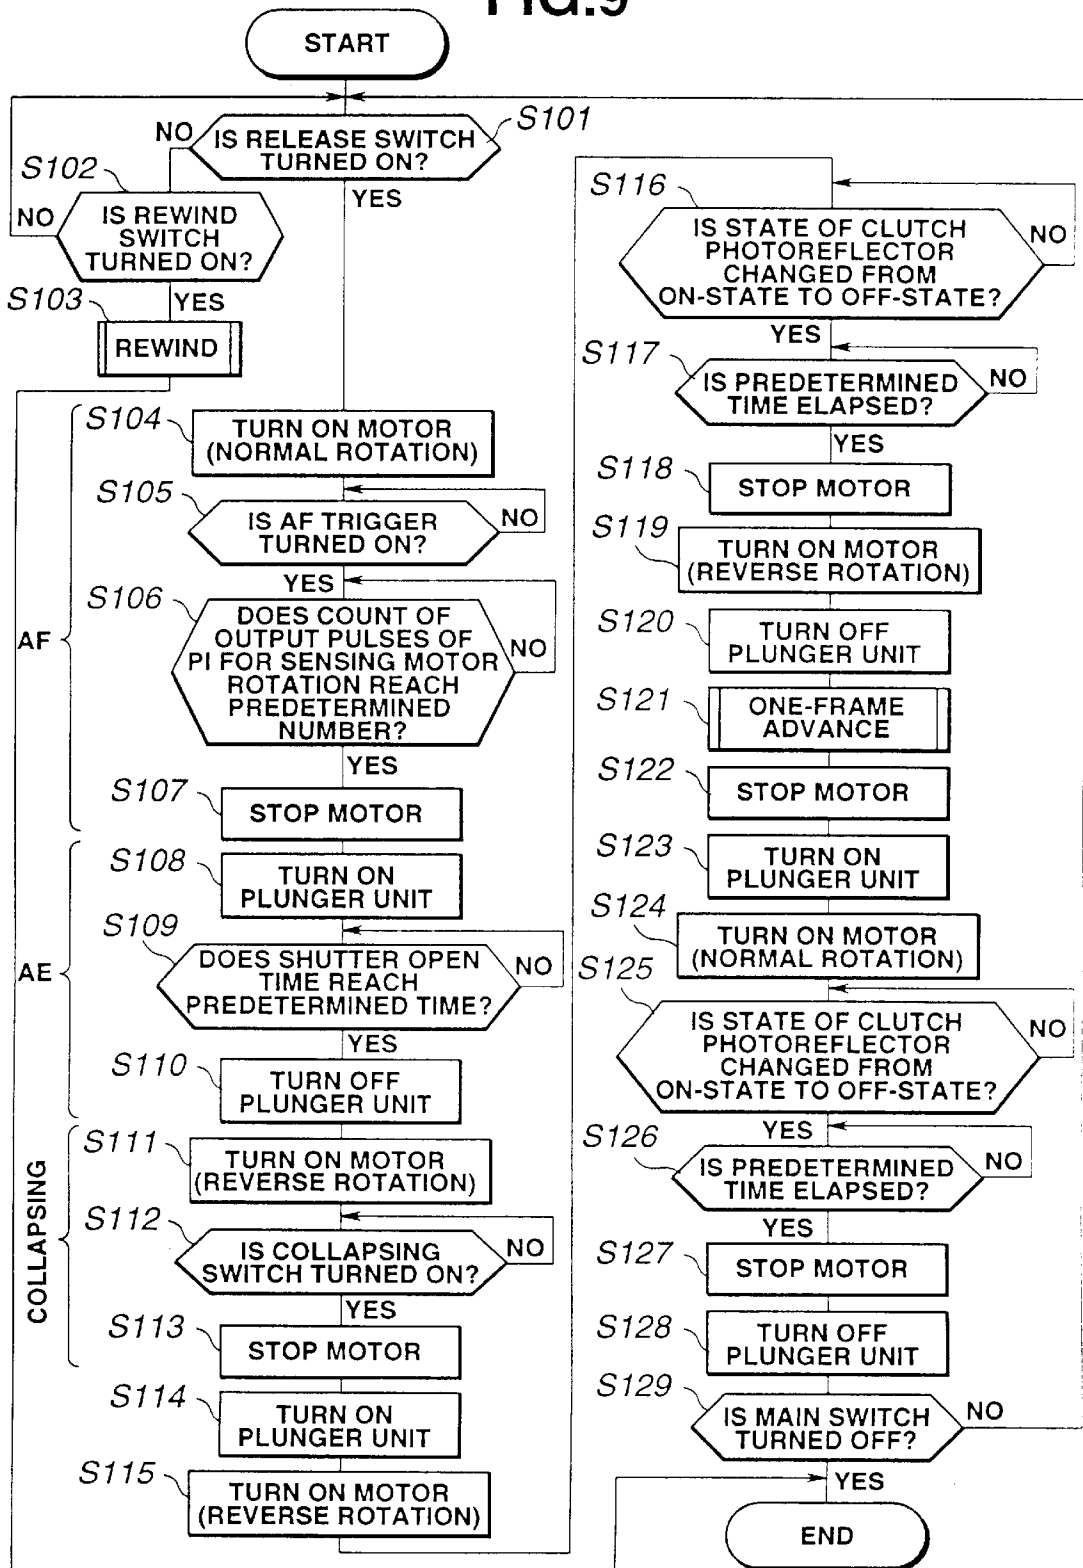 FIG.9
START
S101
NO
IS RELEASE SWITCH
TURNED ON?
YES
S102
NO
IS REWIND
SWITCH
TURNED ON?
YES
S103
REWIND
AF
S104
TURN ON MOTOR
(NORMAL ROTATION)
S105
IS AF TRIGGER
TURNED ON?
NO
YES
S106
DOES COUNT OF
OUTPUT PULSES OF
PI FOR SENSING MOTOR
ROTATION REACH
PREDETERMINED
NUMBER?
NO
YES
S107
STOP MOTOR
AE
S108
TURN ON
PLUNGER UNIT
S109
DOES SHUTTER OPEN
TIME REACH
PREDETERMINED TIME?
NO
YES
S110
TURN OFF
PLUNGER UNIT
COLLAPSING
S111
TURN ON MOTOR
(REVERSE ROTATION)
S112
IS COLLAPSING
SWITCH TURNED ON?
NO
YES
S113
STOP MOTOR
S114
TURN ON
PLUNGER UNIT
S115
TURN ON MOTOR
(REVERSE ROTATION)
S116
IS STATE OF CLUTCH
PHOTOREFLECTOR
CHANGED FROM
ON-STATE TO OFF-STATE?
NO
YES
S117
IS PREDETERMINED
TIME ELAPSED?
NO
YES
S118
STOP MOTOR
S119
TURN ON MOTOR
(REVERSE ROTATION)
S120
TURN OFF
PLUNGER UNIT
S121
ONE-FRAME
ADVANCE
S122
STOP MOTOR
S123
TURN ON
PLUNGER UNIT
S124
TURN ON MOTOR
(NORMAL ROTATION)
S125
IS STATE OF CLUTCH
PHOTOREFLECTOR
CHANGED FROM
ON-STATE TO OFF-STATE?
NO
YES
S126
IS PREDETERMINED
TIME ELAPSED?
NO
YES
S127
STOP MOTOR
S128
TURN OFF
PLUNGER UNIT
S129
IS MAIN SWITCH
TURNED OFF?
NO
YES
END